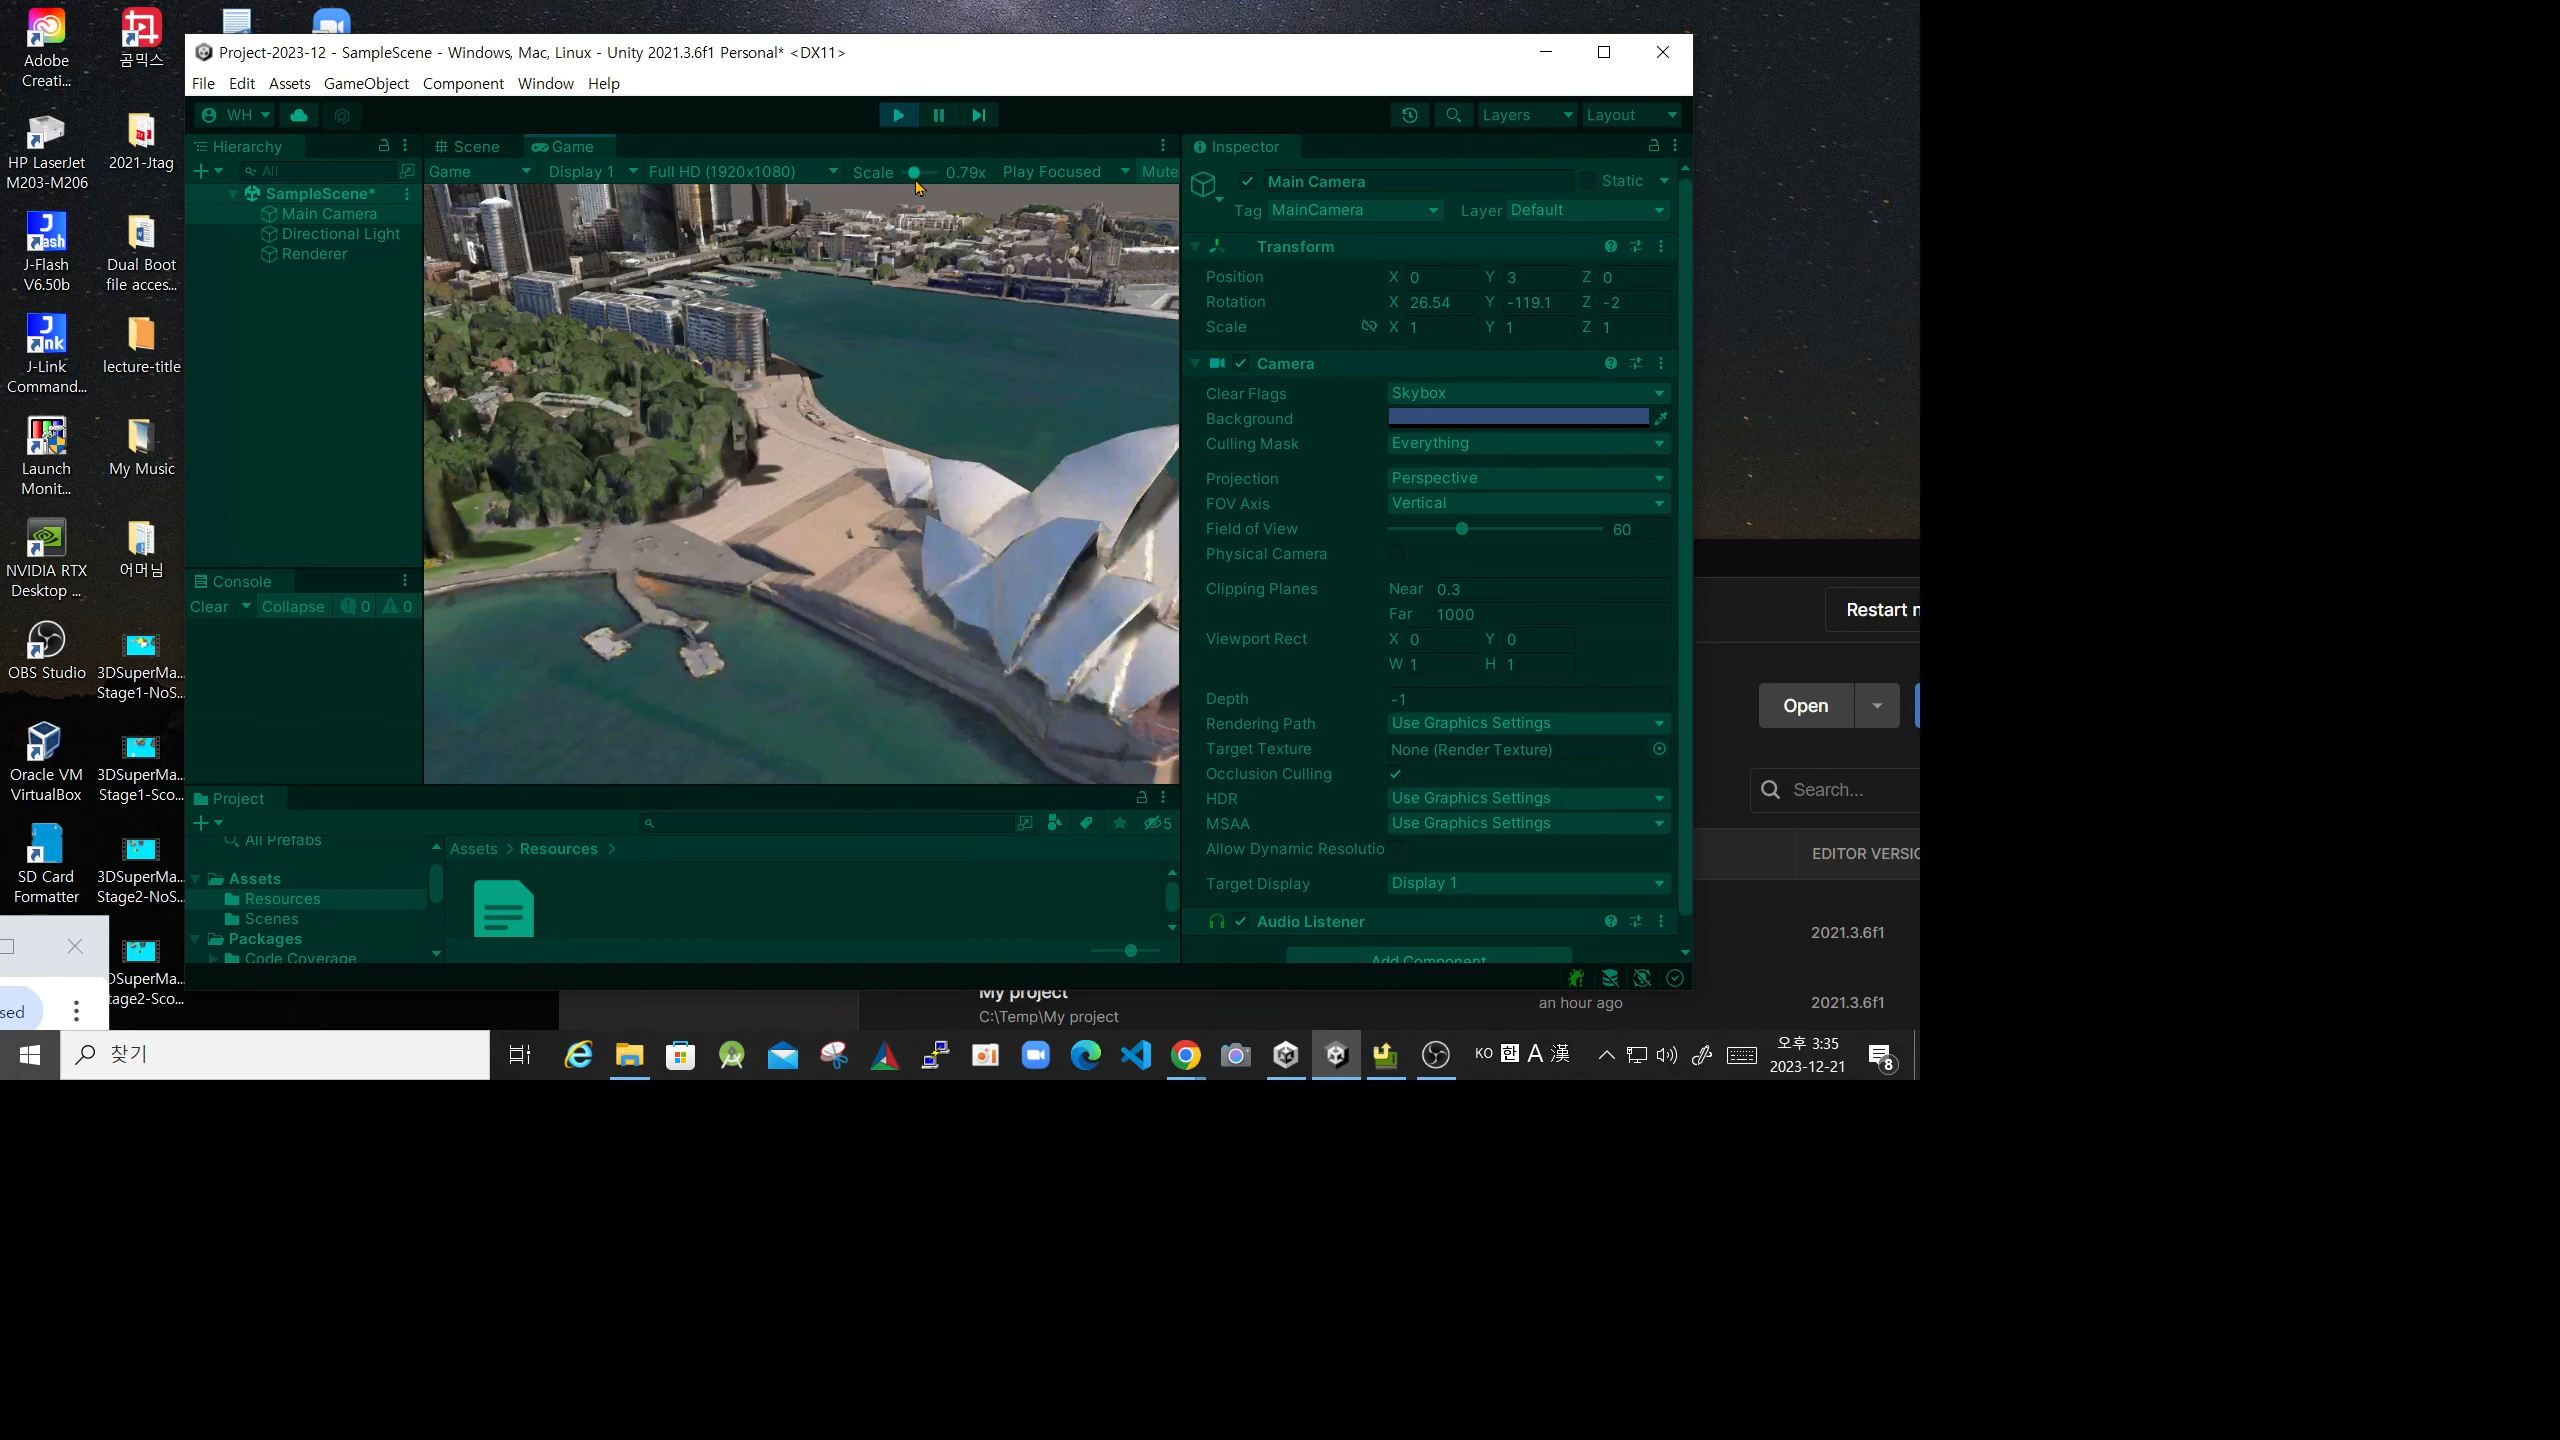 Adobe Creati...
곰믹스
HP LaserJet M203-M206
2021-Jtag
J-Flash V6.50b
Dual Boot file acces...
J-Link Command...
lecture-title
Launch Monit...
My Music
NVIDIA RTX Desktop ...
어머님
OBS Studio
3DSuperMa... Stage1-NoS...
Oracle VM VirtualBox
3DSuperMa... Stage1-Sco...
SD Card Formatter
3DSuperMa... Stage2-NoS...
DSuperMa... tage2-Sco...
sed
Project-2023-12 - SampleScene - Windows, Mac, Linux - Unity 2021.3.6f1 Personal* <DX11>
File Edit Assets GameObject Component Window Help
WH
Layers Layout
Hierarchy
All
SampleScene*
Main Camera
Directional Light
Renderer
Console
Clear Collapse 0 0
Scene Game
Game Display 1 Full HD (1920x1080) Scale 0.79x Play Focused Mute
Project
5
All Prefabs
Assets
Resources
Scenes
Packages
Code Coverage
Assets > Resources >
Inspector
Main Camera Static
Tag MainCamera Layer Default
Transform
Position X 0 Y 3 Z 0
Rotation X 26.54 Y -119.1 Z -2
Scale X 1 Y 1 Z 1
Camera
Clear Flags Skybox
Background
Culling Mask Everything
Projection Perspective
FOV Axis Vertical
Field of View 60
Physical Camera
Clipping Planes Near 0.3
Far 1000
Viewport Rect X 0 Y 0
W 1 H 1
Depth -1
Rendering Path Use Graphics Settings
Target Texture None (Render Texture)
Occlusion Culling
HDR Use Graphics Settings
MSAA Use Graphics Settings
Allow Dynamic Resolutio
Target Display Display 1
Audio Listener
Add Component
Restart n
Open
Search...
EDITOR VERSIO
2021.3.6f1
My project
C:\Temp\My project
an hour ago
2021.3.6f1
찾기
KO 한 A 漢
오후 3:35
2023-12-21
8